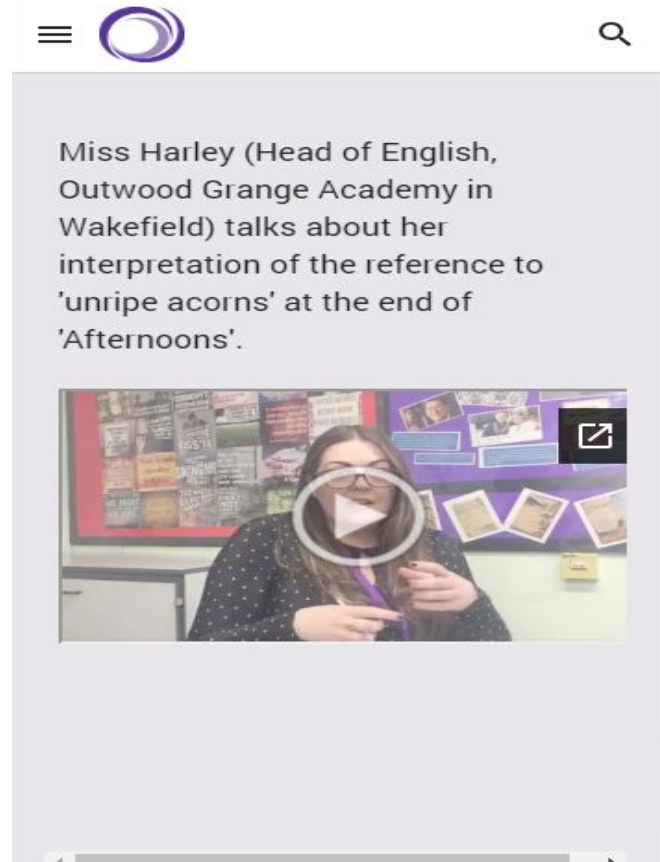 Miss Harley (Head of English,
Outwood Grange Academy in
Wakefield) talks about her
interpretation of the reference to
'unripe acorns' at the end of
'Afternoons'.